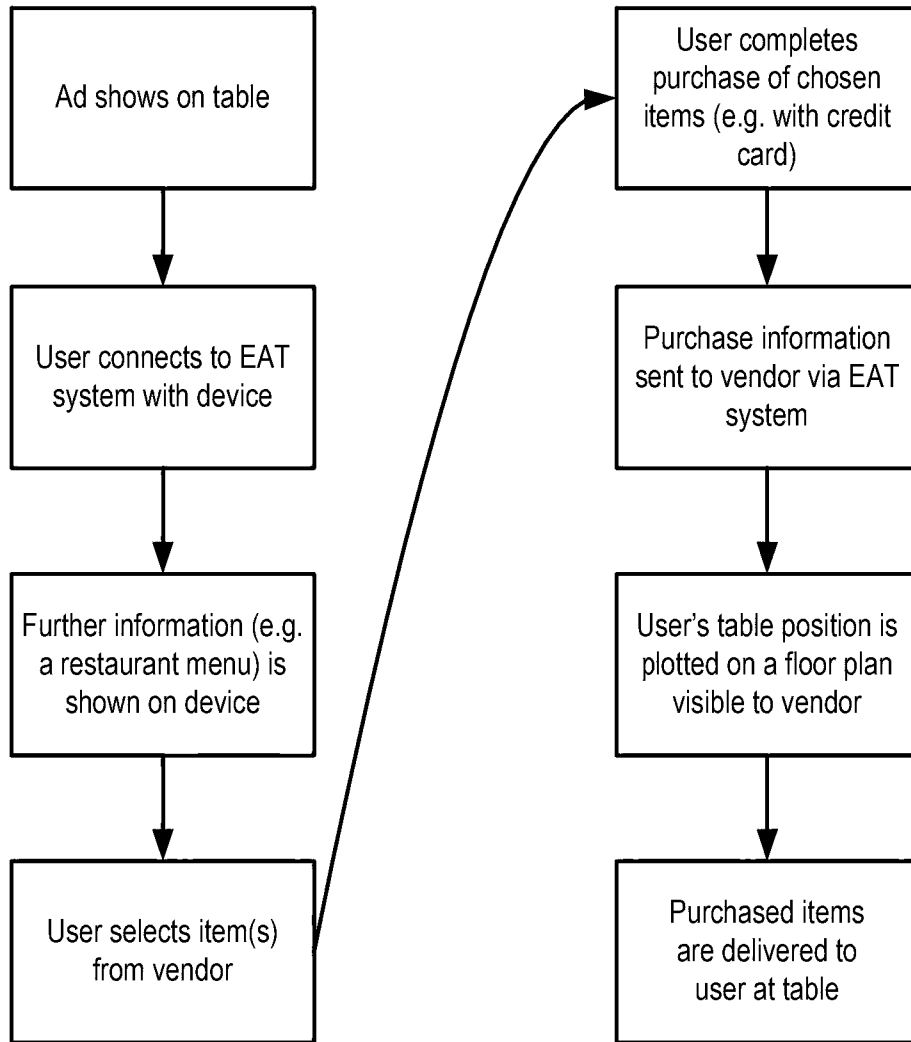 Ad shows on table
User connects to EAT
system with device
Further information (e.g.
a restaurant menu) is
shown on device
User selects item(s)
from vendor
User completes
purchase of chosen
items (e.g. with credit
card)
Purchase information
sent to vendor via EAT
system
User’s table position is
plotted on a floor plan
visible to vendor
Purchased items
are delivered to
user at table